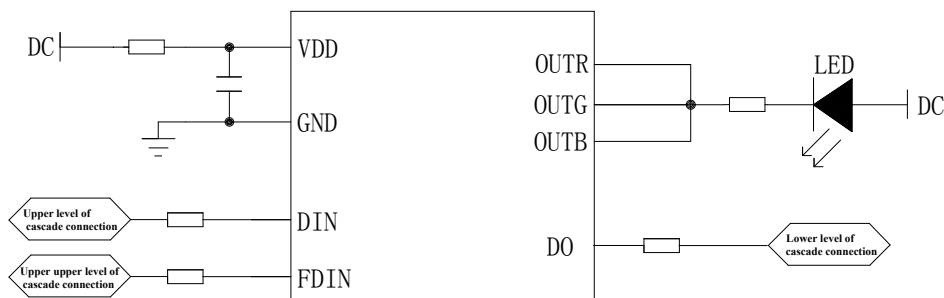 DC
VDD
GND
Upper level of
cascade connection
DIN
Upper upper level of
cascade connection
FDIN
OUTR
OUTG
OUTB
LED
DC
DO
Lower level of
cascade connection